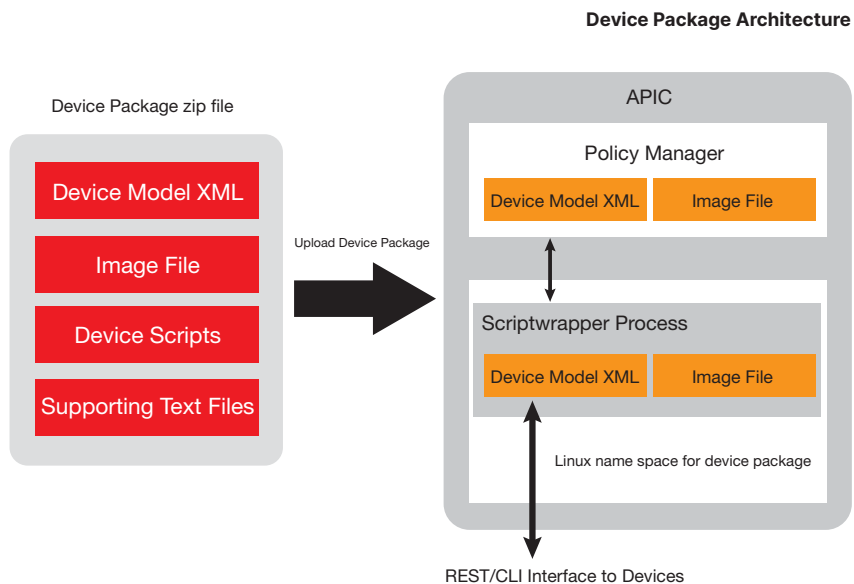 Device Package Architecture
Device Package zip file
Device Model XML
Image File
Device Scripts
Supporting Text Files
Upload Device Package
APIC
Policy Manager
Device Model XML
Image File
Scriptwrapper Process
Device Model XML
Image File
Linux name space for device package
REST/CLI Interface to Devices